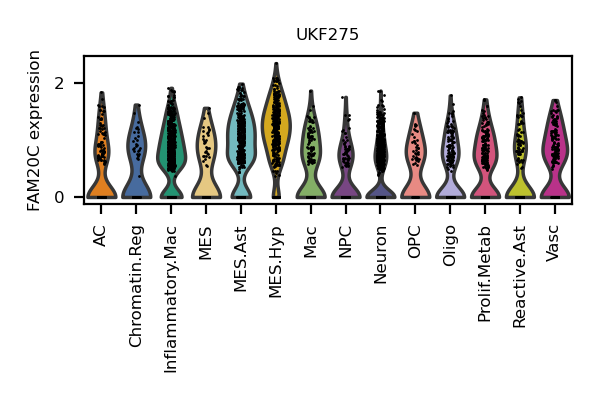 UKF275
FAM20C expression
2
0
AC
Chromatin.Reg
Inflammatory.Mac
MES
MES.Ast
MES.Hyp
Mac
NPC
Neuron
OPC
Oligo
Prolif.Metab
Reactive.Ast
Vasc